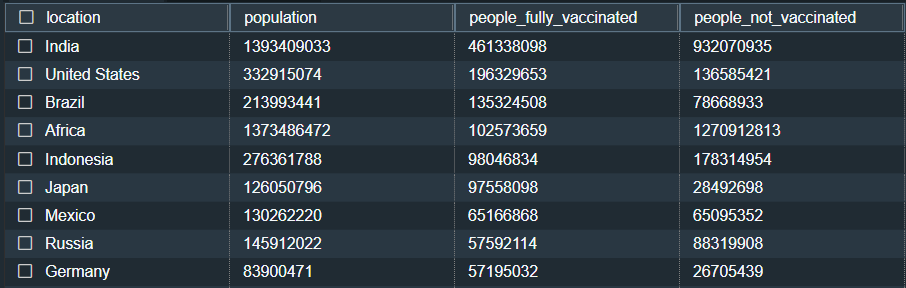 location population people_fully_vaccinated people_not_vaccinated
India 1393409033 461338098 932070935
United States 332915074 196329653 136585421
Brazil 213993441 135324508 78668933
Africa 1373486472 102573659 1270912813
Indonesia 276361788 98046834 178314954
Japan 126050796 97558098 28492698
Mexico 130262220 65166868 65095352
Russia 145912022 57592114 88319908
Germany 83900471 57195032 26705439